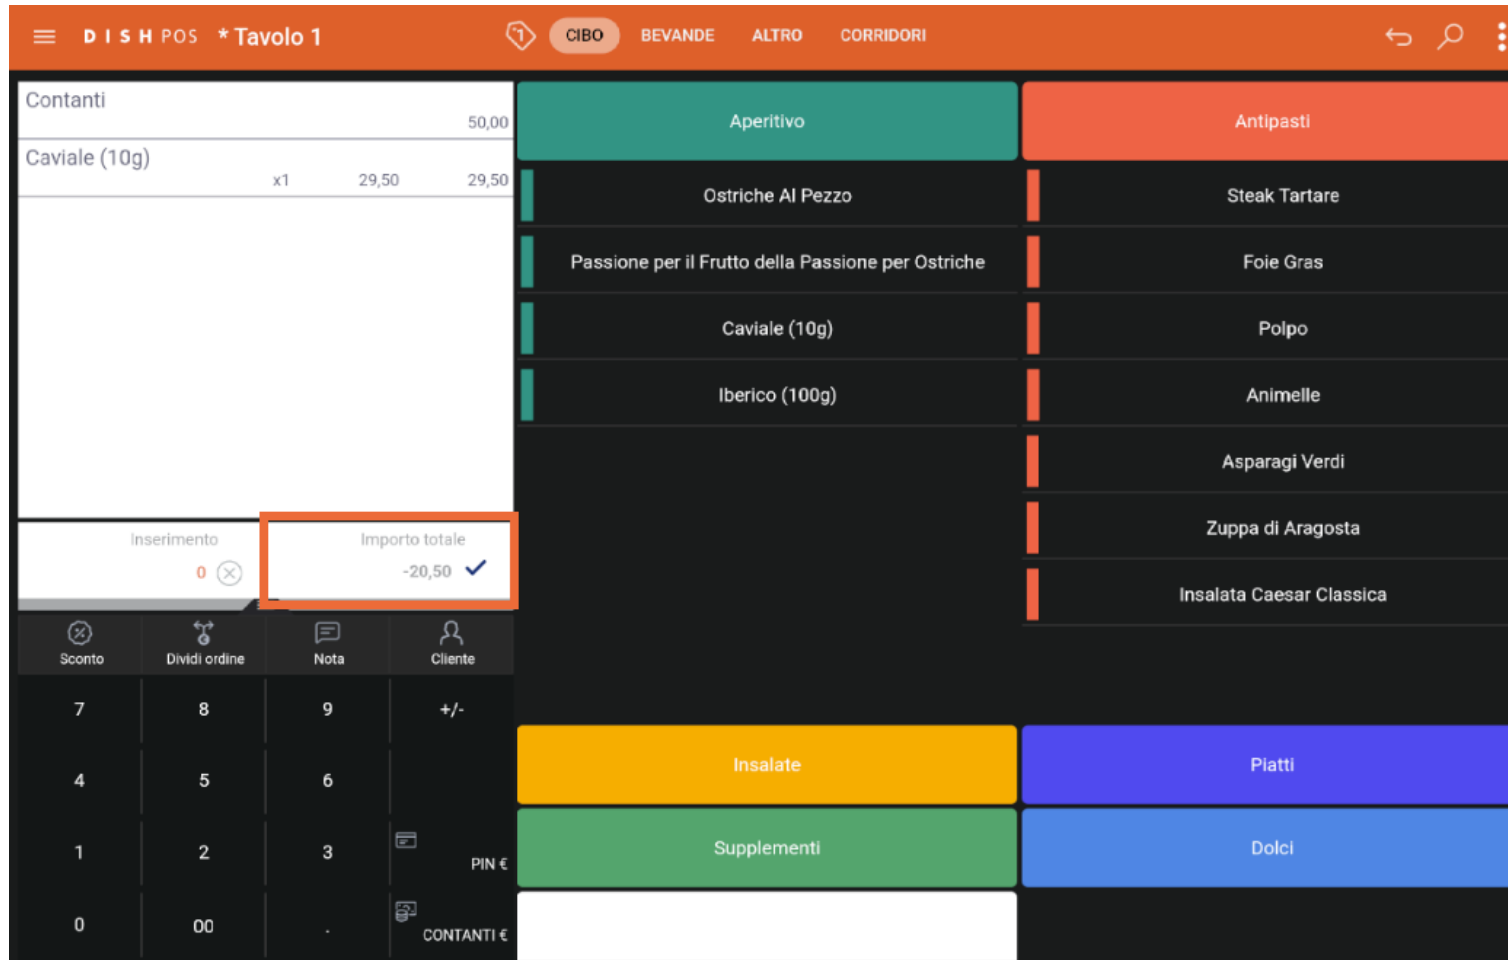 DISH POS * Tavolo 1
1
CIBO
BEVANDE
ALTRO
CORRIDORI
Contanti
50,00
Caviale (10g)
x1 29,50 29,50
Inserimento
0
Importo totale
-20,50
Sconto
Dividi ordine
Nota
Cliente
7 8 9 +/-
4 5 6
1 2 3 PIN €
0 00 . CONTANTI €
Aperitivo
Ostriche Al Pezzo
Passione per il Frutto della Passione per Ostriche
Caviale (10g)
Iberico (100g)
Antipasti
Steak Tartare
Foie Gras
Polpo
Animelle
Asparagi Verdi
Zuppa di Aragosta
Insalata Caesar Classica
Insalate
Piatti
Supplementi
Dolci